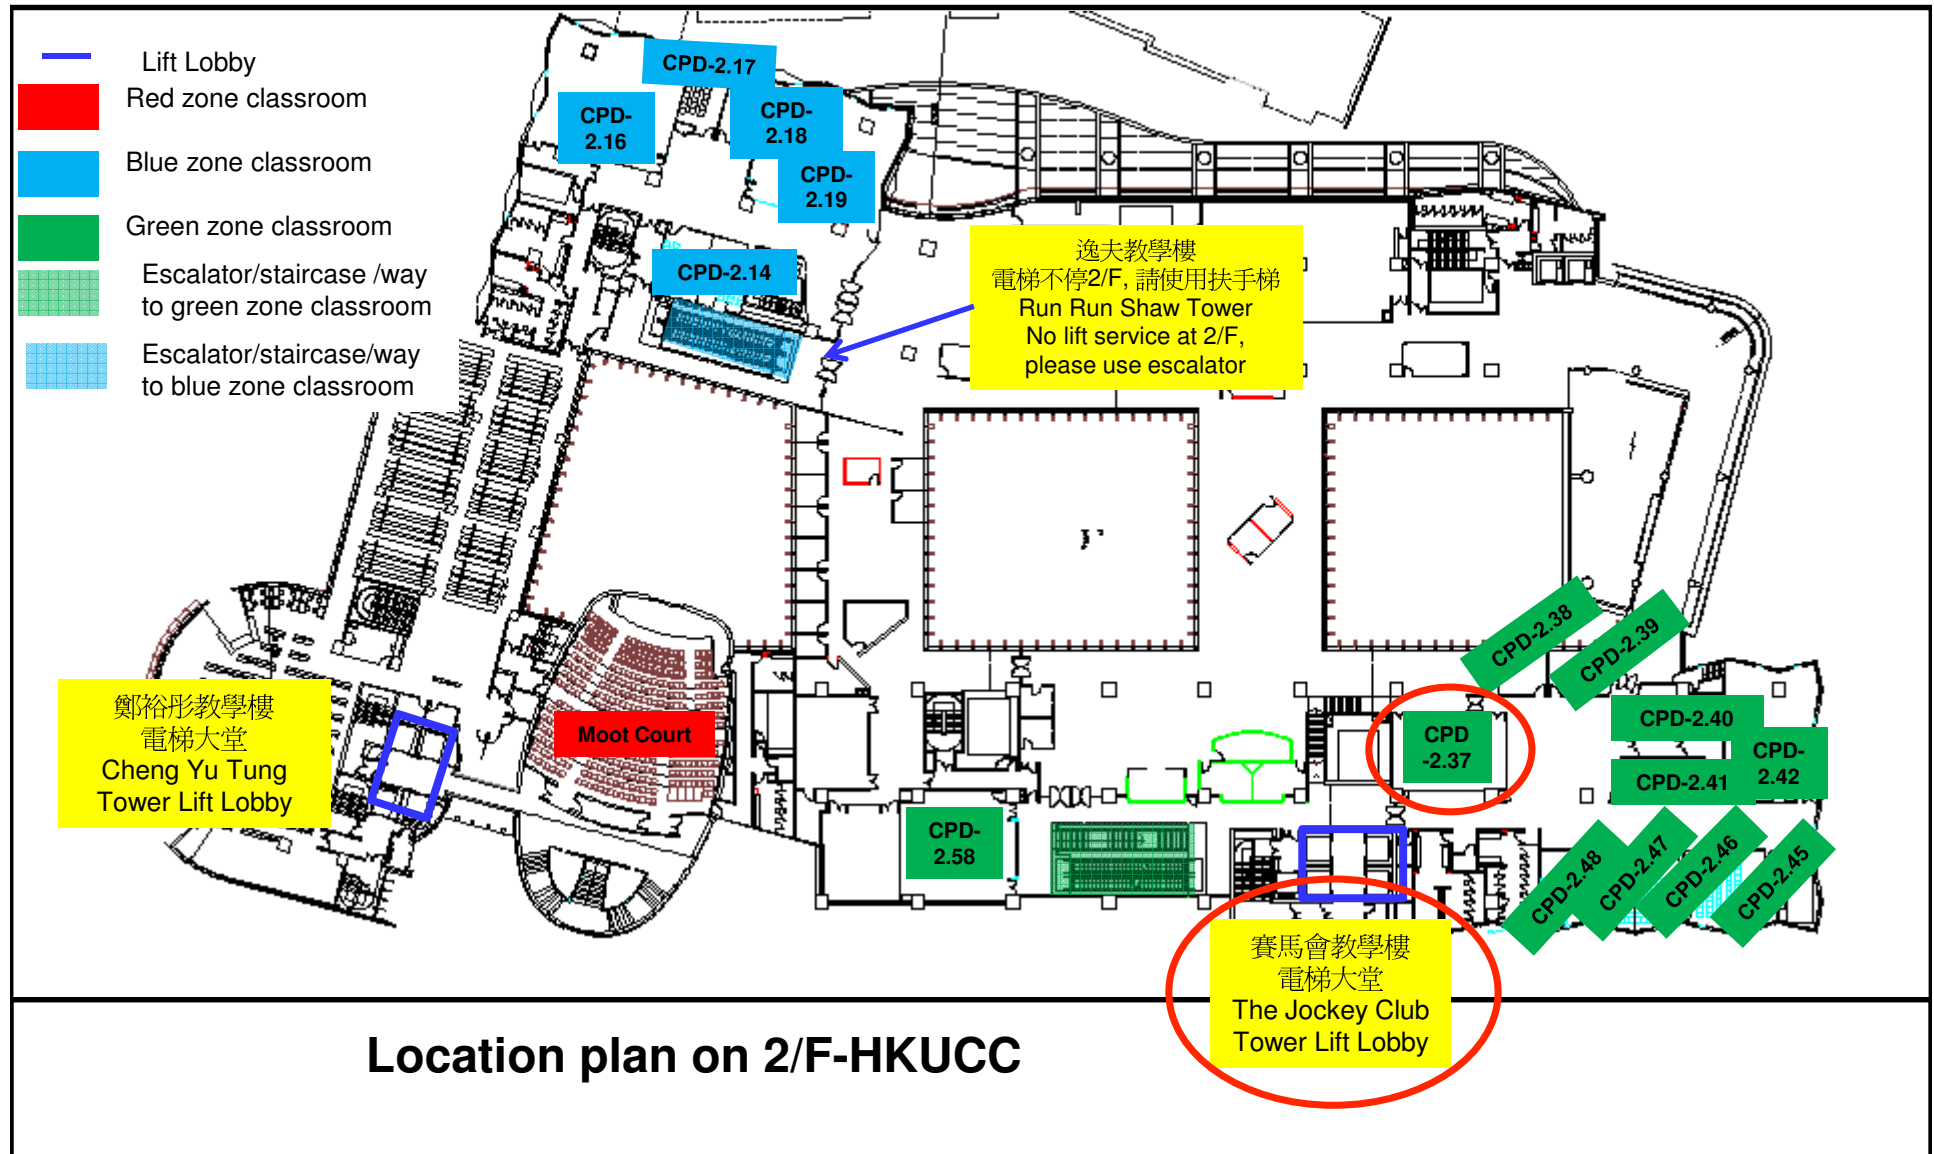 Lift Lobby
Red zone classroom
Blue zone classroom
Green zone classroom
Escalator/staircase /way
to green zone classroom
Escalator/staircase/way
to blue zone classroom
CPD-2.17
CPD-
2.16
CPD-
2.18
CPD-
2.19
CPD-2.14
逸夫教學樓
電梯不停2/F, 請使用扶手梯
Run Run Shaw Tower
No lift service at 2/F,
please use escalator
鄭裕彤教學樓
電梯大堂
Cheng Yu Tung
Tower Lift Lobby
Moot Court
CPD-
2.58
CPD
-2.37
CPD-2.38
CPD-2.39
CPD-2.40
CPD-2.41
CPD-
2.42
CPD-2.48
CPD-2.47
CPD-2.46
CPD-2.45
賽馬會教學樓
電梯大堂
The Jockey Club
Tower Lift Lobby
Location plan on 2/F-HKUCC